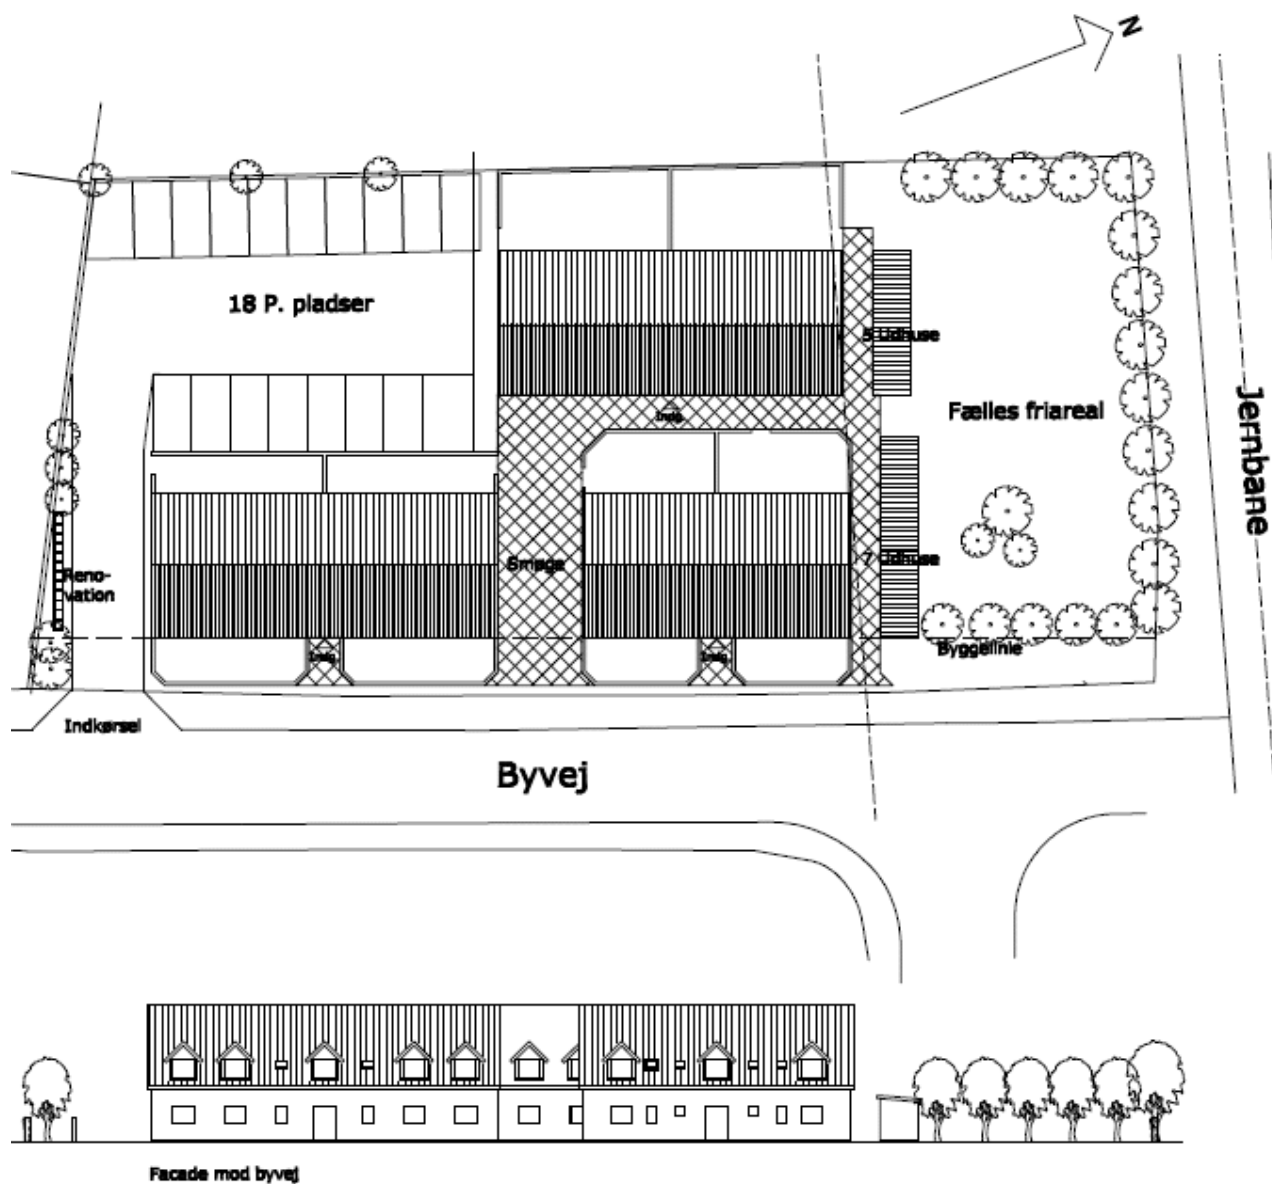 N
18 P. pladser
5 Udhuse
Indg.
Fælles friareal
Jernbane
Smøge
7 Udhuse
Reno-
vation
Indg.
Indg.
Byggelinie
Indkørsel
Byvej
Facade mod byvej